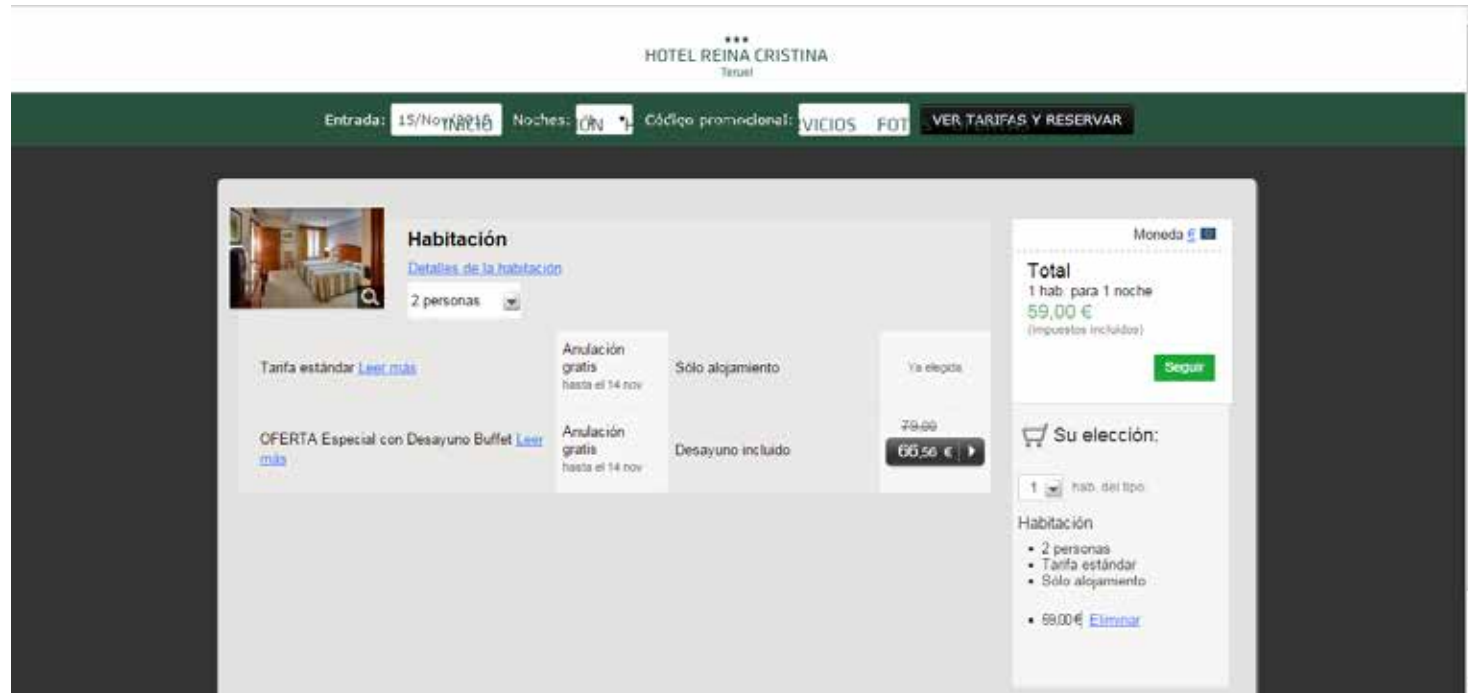 HOTEL REINA CRISTINA
Teruel
Entrada: 15/Nov/ Noches: Código promocional: VER TARIFAS Y RESERVAR
Habitación
Detalles de la habitación
2 personas
Tarifa estándar Leer más
Anulación
gratis
hasta el 14 nov
Sólo alojamiento
Ya elegida
OFERTA Especial con Desayuno Buffet Leer
más
Anulación
gratis
hasta el 14 nov
Desayuno incluido
79,00
66,56 €
Moneda €
Total
1 hab. para 1 noche
59,00 €
(impuestos incluidos)
Seguir
Su elección:
1 hab. del tipo:
Habitación
• 2 personas
• Tarifa estándar
• Sólo alojamiento
• 59,00 € Eliminar